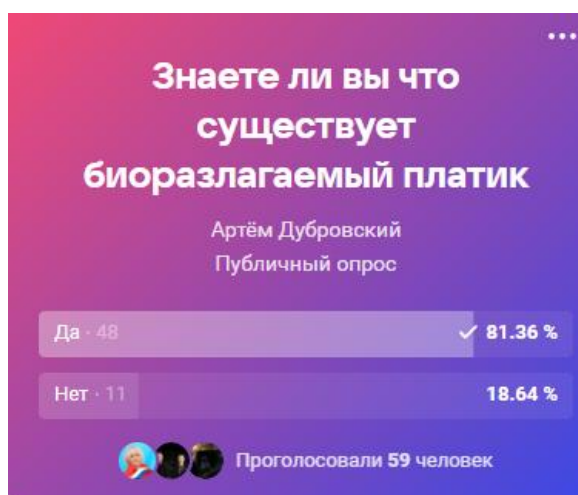 Знаете ли вы что
существует
биоразлагаемый платик
Артём Дубровский
Публичный опрос
Да · 48 81.36 %
Нет · 11 18.64 %
Проголосовали 59 человек